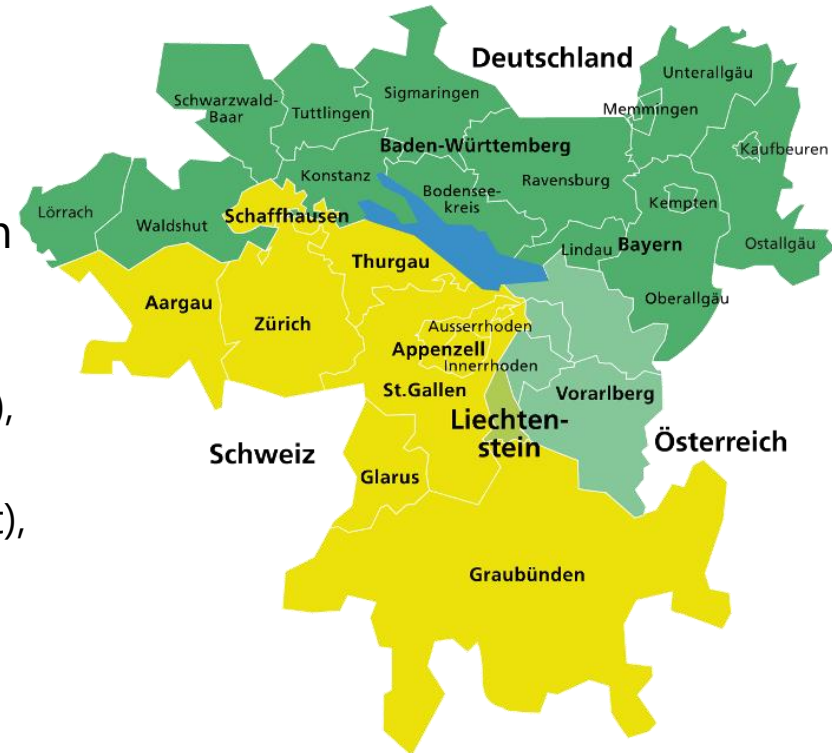 Deutschland
Unterallgäu
Sigmaringen
Schwarzwald-
Baar
Tuttlingen
Memmingen
Baden-Württemberg
Kaufbeuren
Konstanz
Ravensburg
Bodensee-
kreis
Kempten
Lörrach
Waldshut
Schaffhausen
n
Lindau
Bayern
Ostallgäu
Thurgau
Aargau
Zürich
Oberallgäu
Ausserrhoden
Appenzell
Innerrhoden
St.Gallen
Vorarlberg
),
Liechten-
stein
Schweiz
Österreich
Glarus
t),
Graubünden